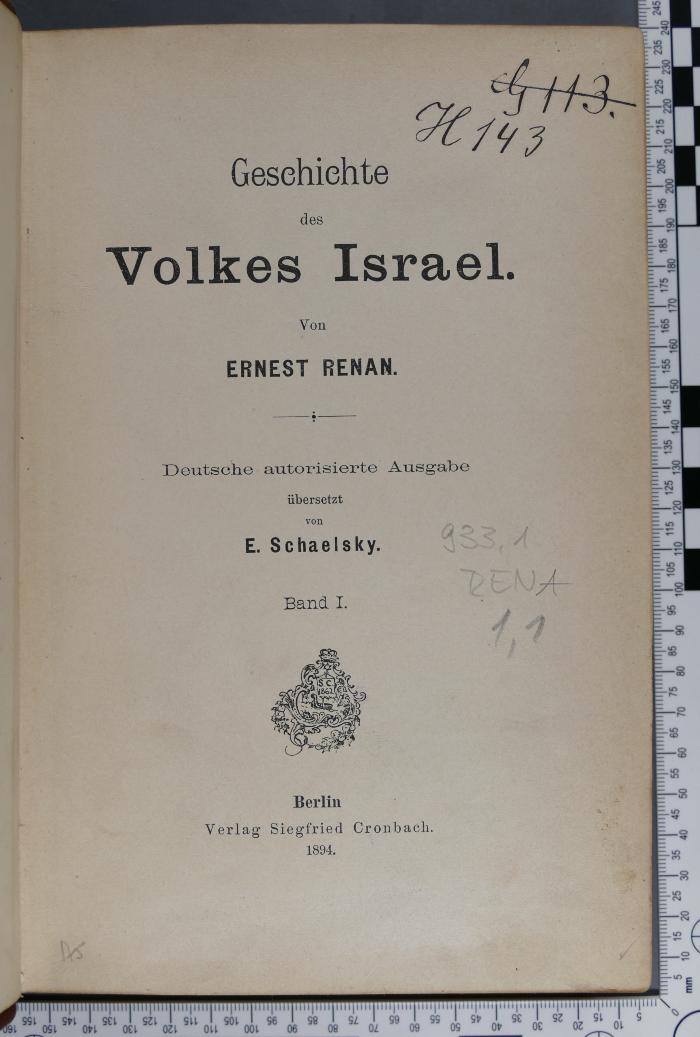 G 113.
H 143
Geschichte
des
Volkes Israel.
Von
ERNEST RENAN.
Deutsche autorisierte Ausgabe
übersetzt
von
E. Schaelsky.
933,1
RENA
1,1
Band I.
S. C.
1862
Berlin
Verlag Siegfried Cronbach.
1894.